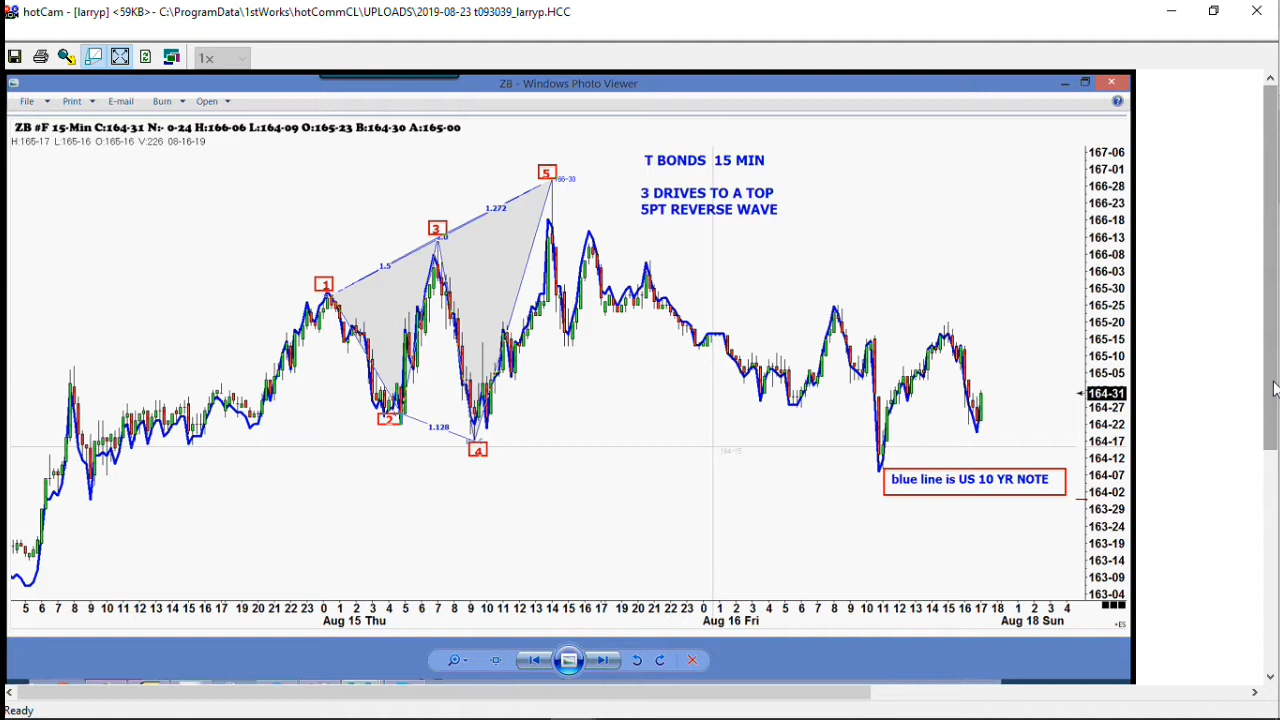 hotCam - [larryp] <59KB>- C:\ProgramData\1stWorks\hotCommCL\UPLOADS\2019-08-23 t093039_larryp.HCC
1x
ZB - Windows Photo Viewer
File Print E-mail Burn Open
ZB #F 15-Min C:164-31 N:- 0-24 H:166-06 L:164-09 O:165-23 B:164-30 A:165-00
H:165-17 L:165-16 O:165-16 V:226 08-16-19
T BONDS 15 MIN
3 DRIVES TO A TOP
5PT REVERSE WAVE
5
166-30
1.272
3
1.5
1
2
1.128
4
164-15
blue line is US 10 YR NOTE
167-06
167-01
166-28
166-23
166-18
166-13
166-08
166-03
165-30
165-25
165-20
165-15
165-10
165-05
164-31
164-27
164-22
164-17
164-12
164-07
164-02
163-29
163-24
163-19
163-14
163-09
163-04
5 6 7 8 9 10 11 12 13 14 15 16 17 18 19 20 21 22 23 0 1 2 3 4 5 6 7 8 9 10 11 12 13 14 15 16 17 18 19 20 21 22 23 0 1 2 3 4 5 6 7 8 9 10 11 12 13 14 15 16 17 18 1 2 3 4
Aug 15 Thu Aug 16 Fri Aug 18 Sun
+ES
Ready